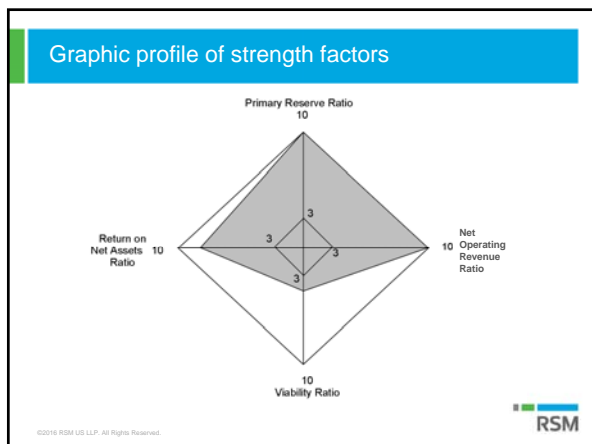 Graphic profile of strength factors
Primary Reserve Ratio
10
3
Return on
Net Assets 10
Ratio
3
3
10 Net
Operating
Revenue
Ratio
3
10
Viability Ratio
©2016 RSM US LLP. All Rights Reserved.
RSM